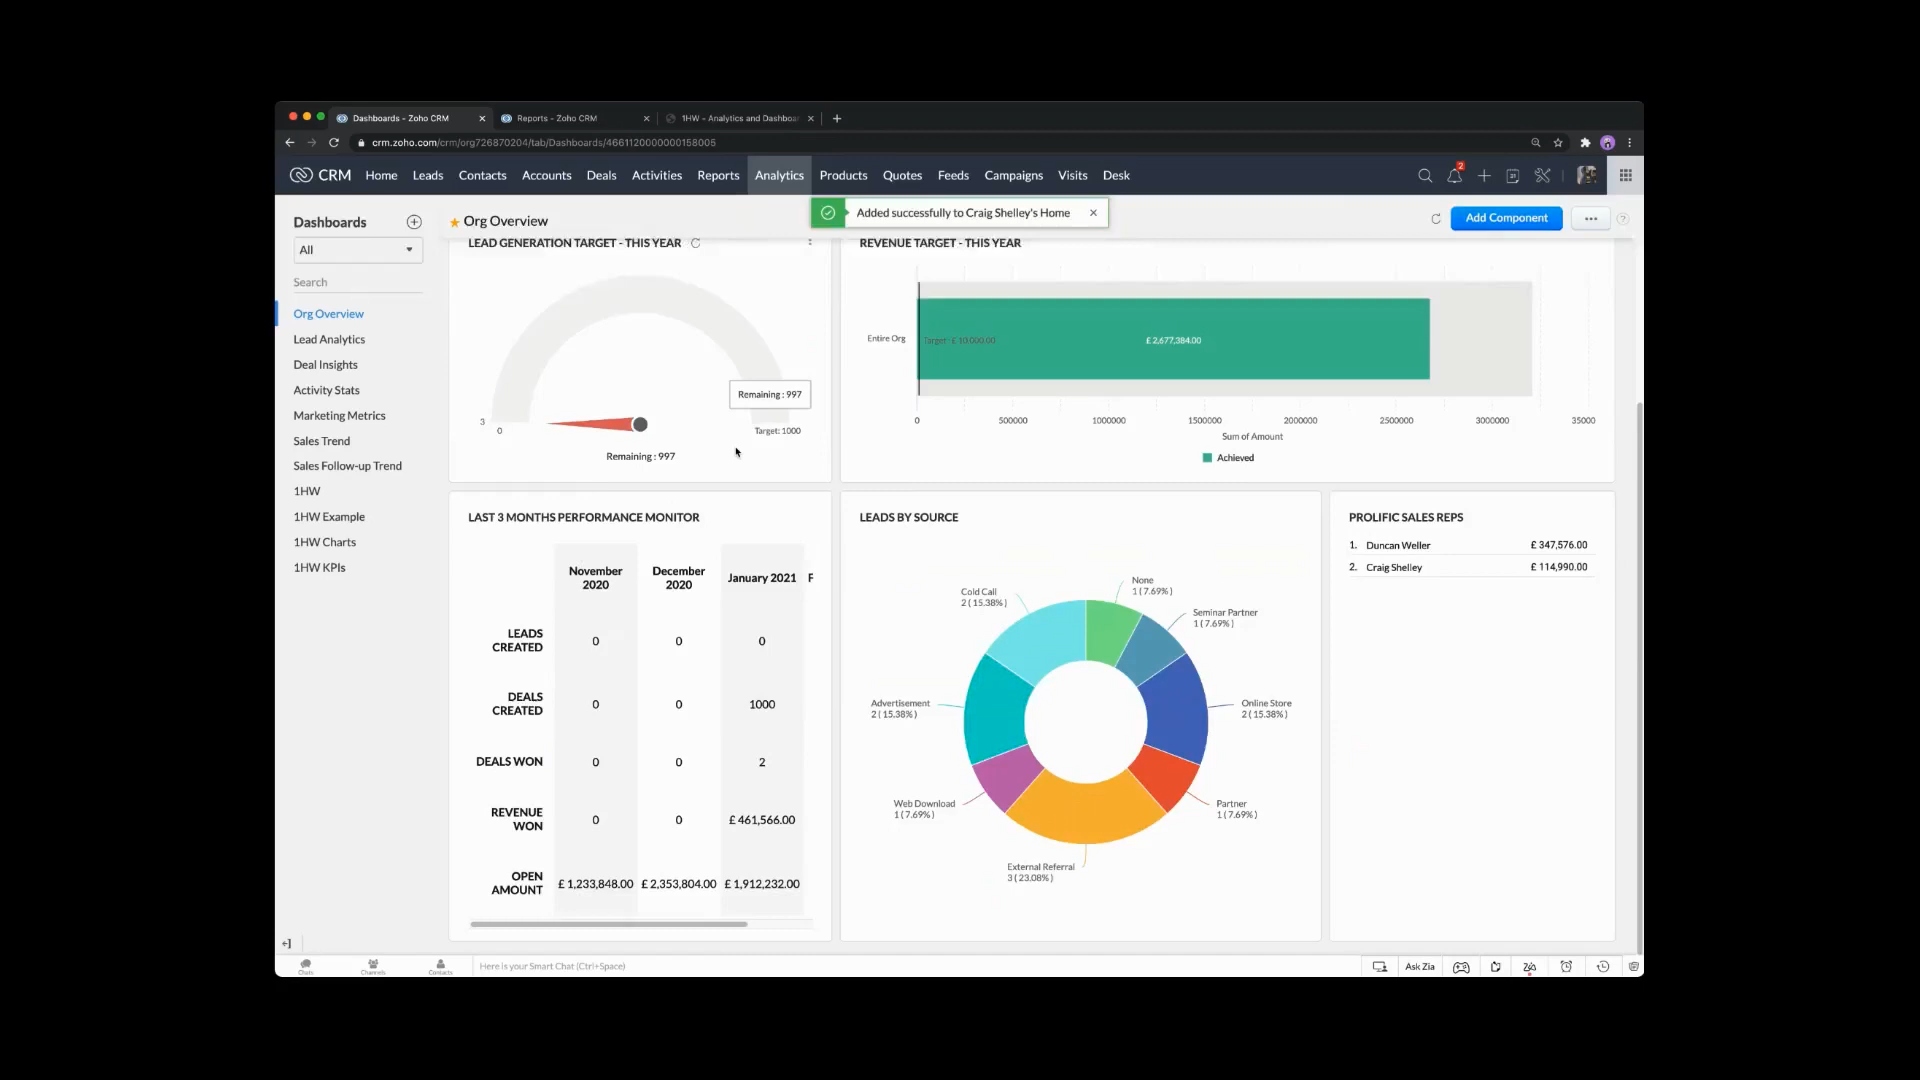 Dashboards - Zoho CRM
Reports - Zoho CRM
1HW - Analytics and Dashboar
crm.zoho.com/crm/org726870204/tab/Dashboards/4661120000000158005
CRM Home Leads Contacts Accounts Deals Activities Reports Analytics Products Quotes Feeds Campaigns Visits Desk
2
Dashboards
All
Search
Org Overview
Lead Analytics
Deal Insights
Activity Stats
Marketing Metrics
Sales Trend
Sales Follow-up Trend
1HW
1HW Example
1HW Charts
1HW KPIs
Org Overview
Added successfully to Craig Shelley's Home
Add Component
LEAD GENERATION TARGET - THIS YEAR
3
0
Remaining : 997
Target: 1000
Remaining : 997
REVENUE TARGET - THIS YEAR
Entire Org
Target: £ 10,000.00
£ 2,677,384.00
0 500000 1000000 1500000 2000000 2500000 3000000 35000
Sum of Amount
Achieved
LAST 3 MONTHS PERFORMANCE MONITOR
November 2020
December 2020
January 2021
F
LEADS CREATED 0 0 0
DEALS CREATED 0 0 1000
DEALS WON 0 0 2
REVENUE WON 0 0 £ 461,566.00
OPEN AMOUNT £ 1,233,848.00 £ 2,353,804.00 £ 1,912,232.00
LEADS BY SOURCE
None
1 ( 7.69% )
Seminar Partner
1 ( 7.69% )
Online Store
2 ( 15.38% )
Partner
1 ( 7.69% )
External Referral
3 ( 23.08% )
Web Download
1 ( 7.69% )
Advertisement
2 ( 15.38% )
Cold Call
2 ( 15.38% )
PROLIFIC SALES REPS
1. Duncan Weller £ 347,576.00
2. Craig Shelley £ 114,990.00
Chats
Channels
Contacts
Here is your Smart Chat (Ctrl+Space)
Ask Zia